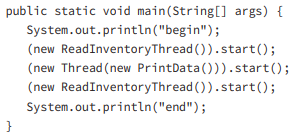 public static void main(String[] args) {
   System.out.println("begin");
   (new ReadInventoryThread()).start();
   (new Thread(new PrintData())).start();
   (new ReadInventoryThread()).start();
   System.out.println("end");
}